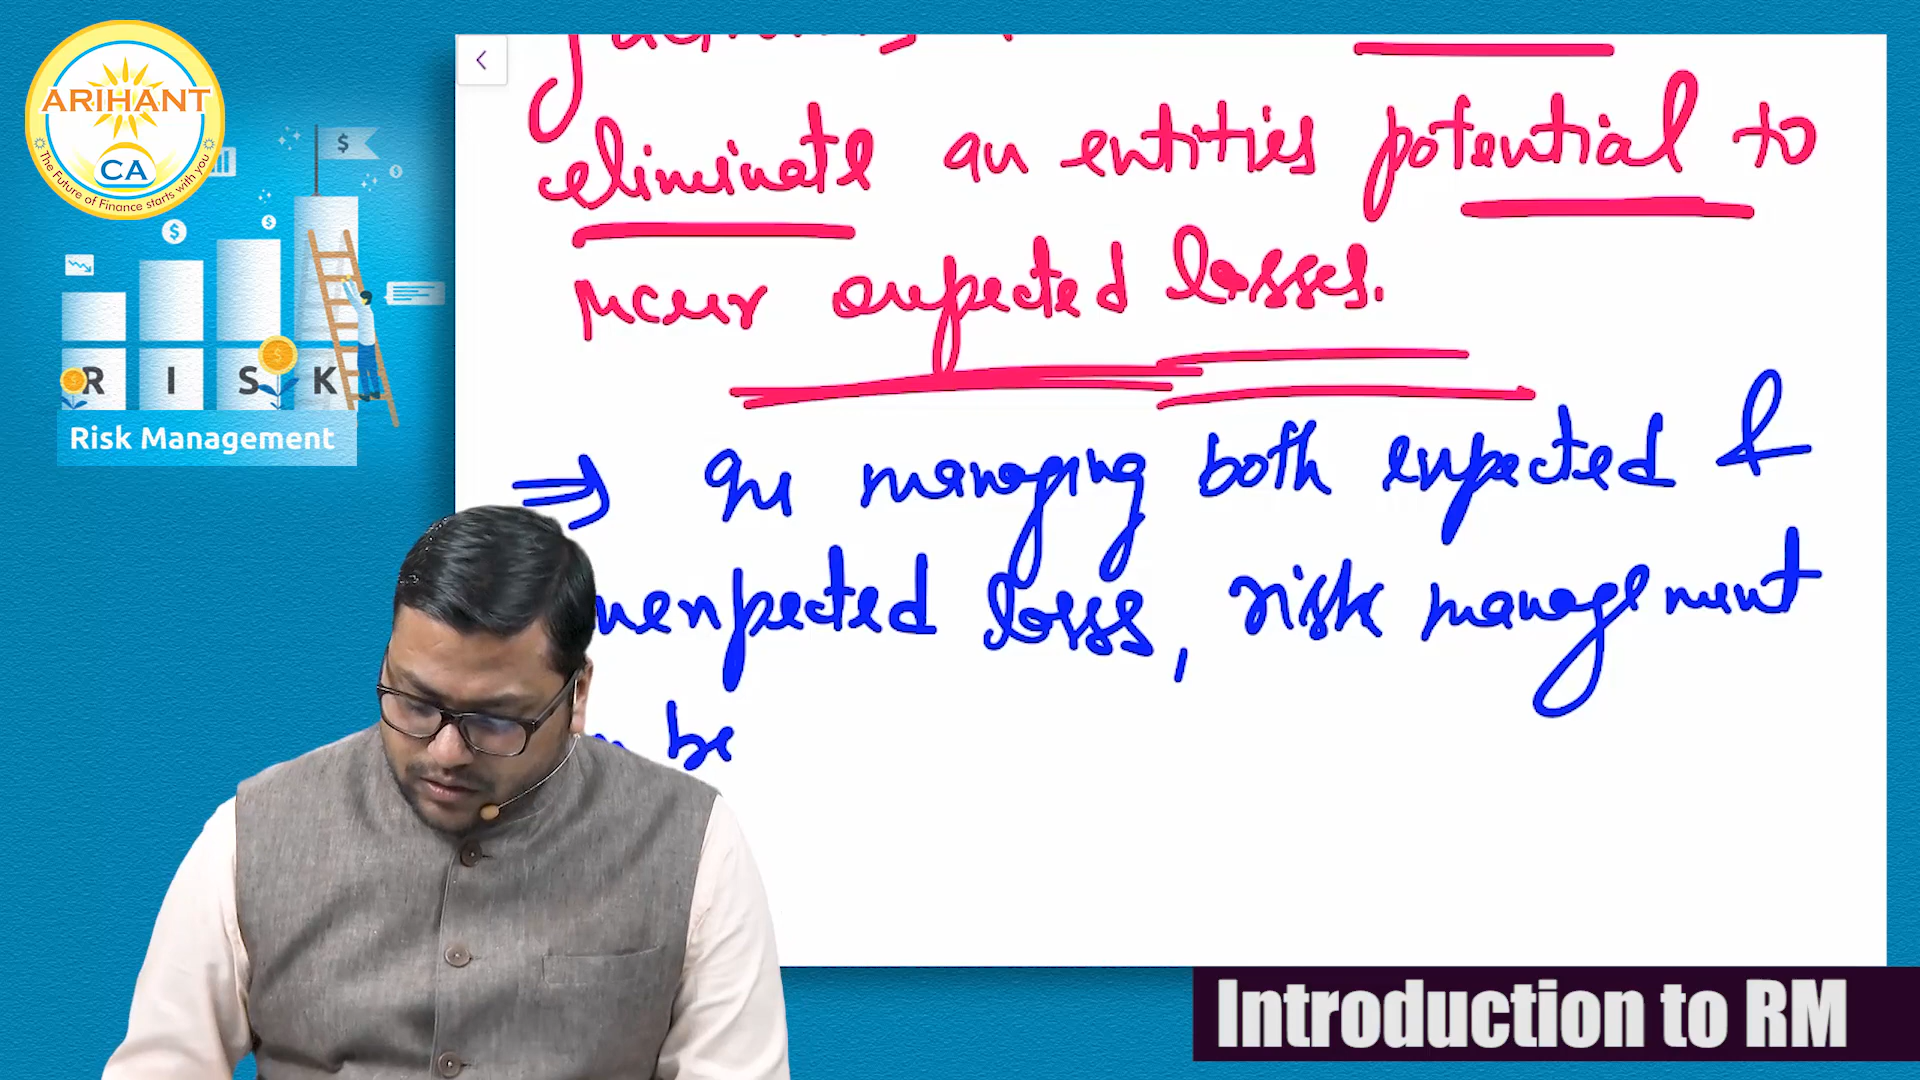 ARIHANT
CA
The Future of Finance starts with you
R I S K
Risk Management
eliminate an entities potential to
incur expected losses.
⇒ In managing both expected &
unexpected loss, risk management
be
Introduction to RM